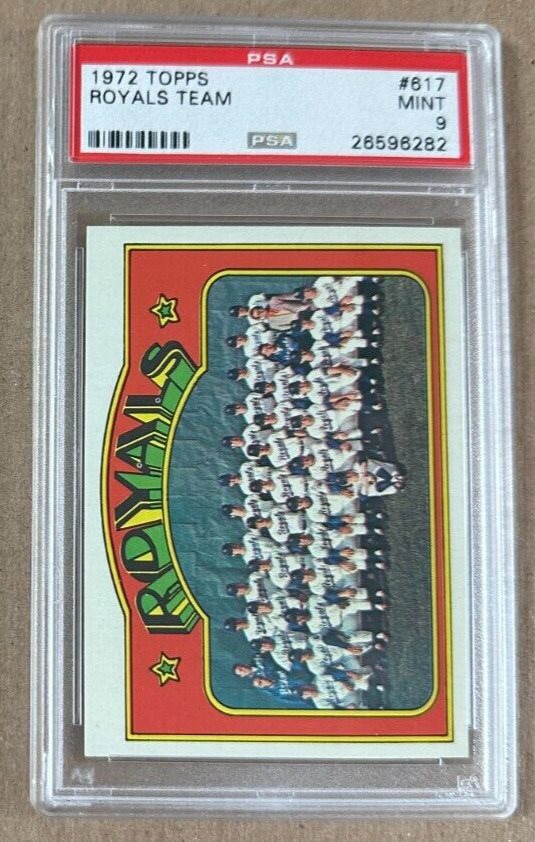 PSA
1972 TOPPS #617
ROYALS TEAM MINT
9
PSA 26596282
ROYALS